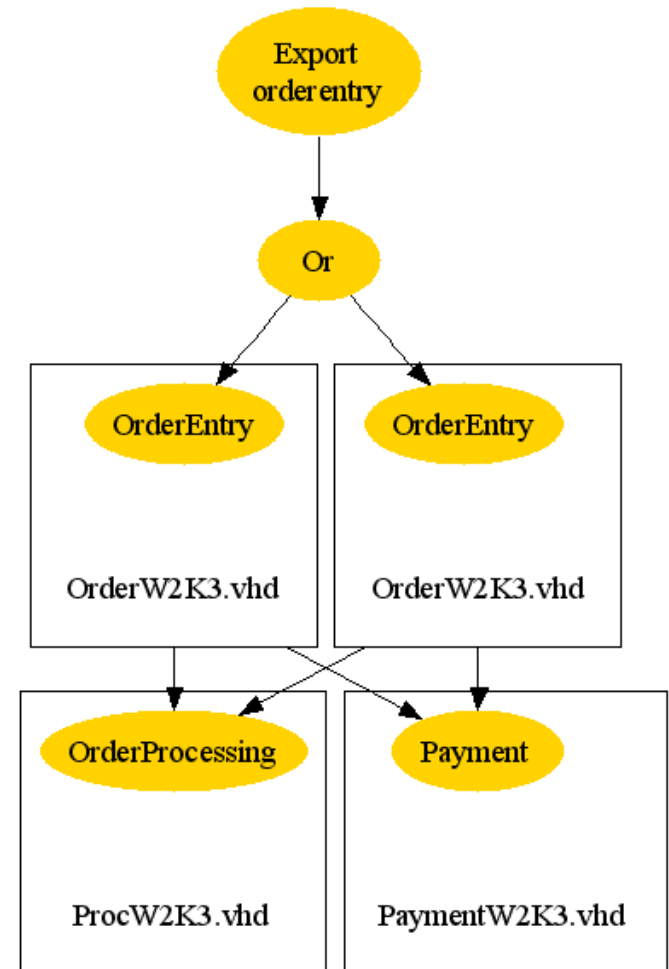 Export
orderentry
Or
OrderEntry
OrderEntry
OrderW2K3.vhd
OrderW2K3.vhd
OrderProcessing
Payment
ProcW2K3.vhd
PaymentW2K3.vhd